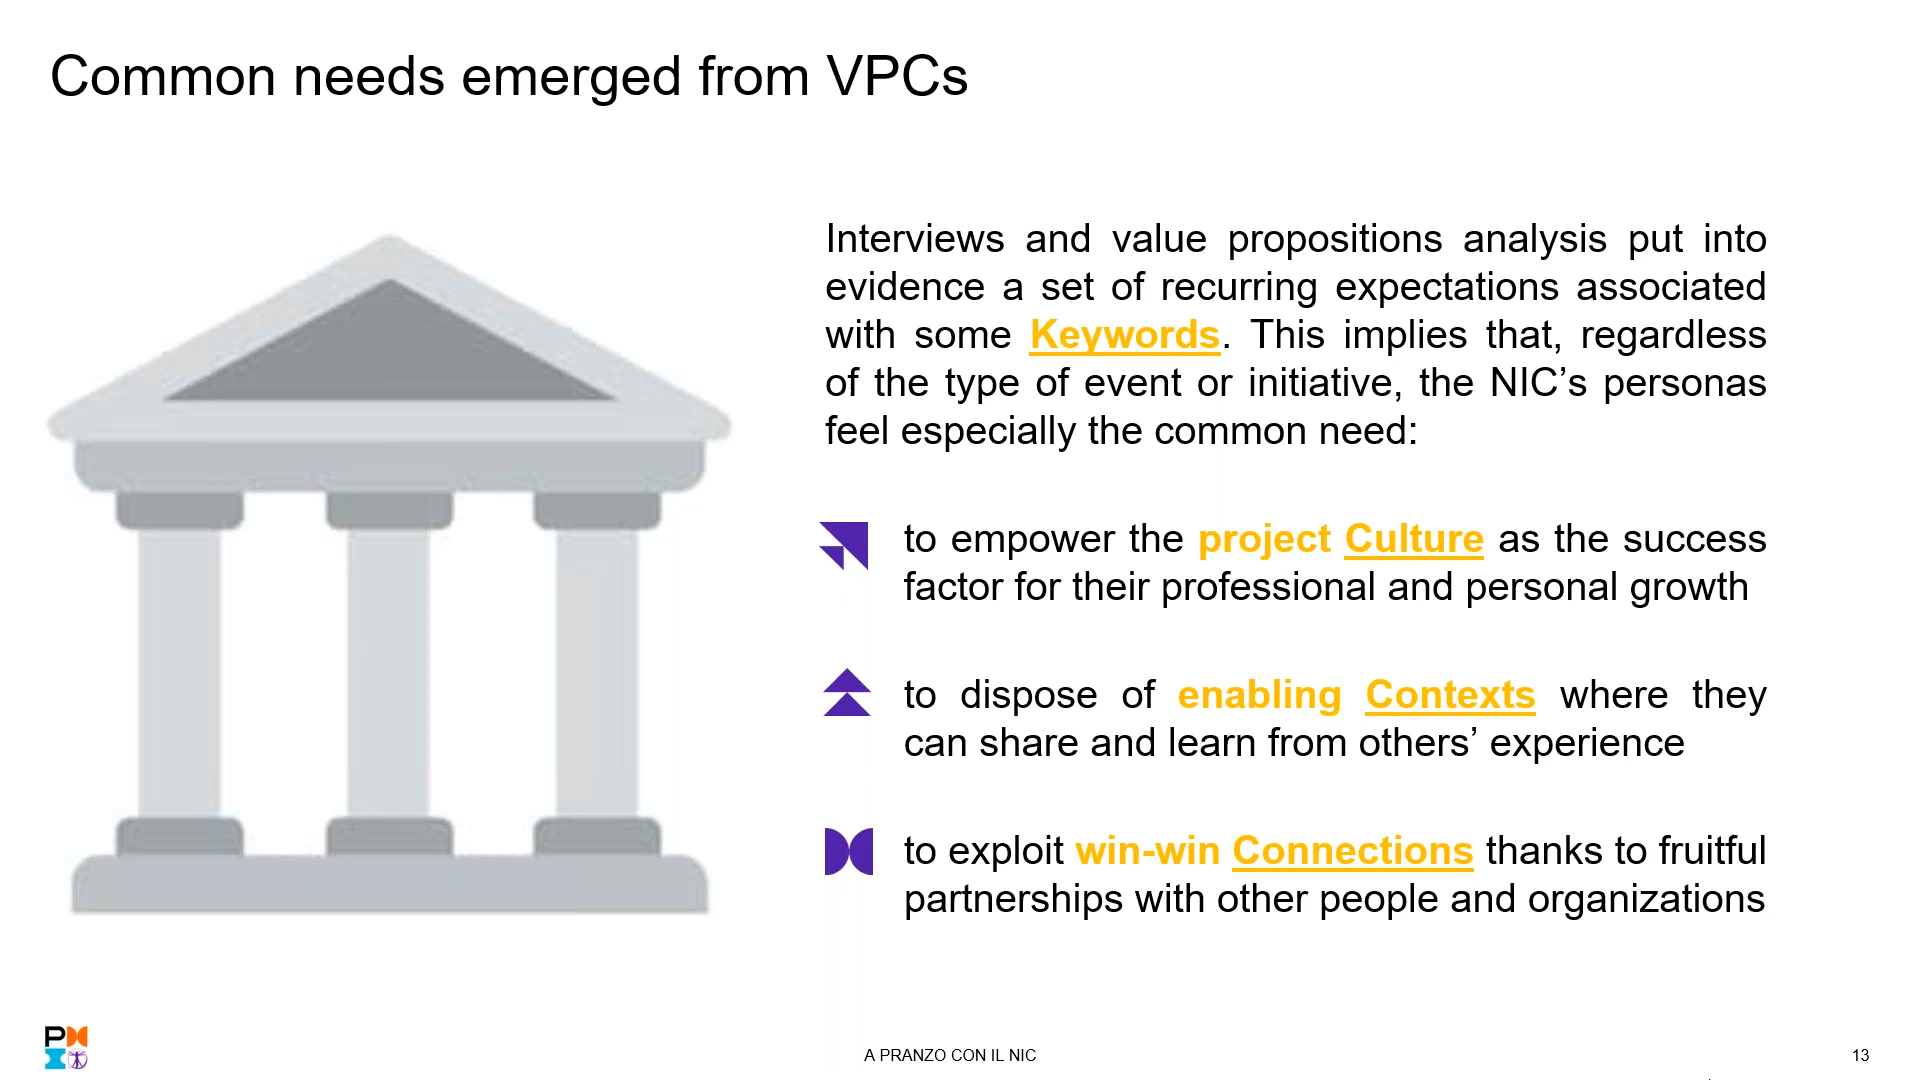 Common needs emerged from VPCs
Interviews and value propositions analysis put into
evidence a set of recurring expectations associated
with some Keywords. This implies that, regardless
of the type of event or initiative, the NIC’s personas
feel especially the common need:
to empower the project Culture as the success
factor for their professional and personal growth
to dispose of enabling Contexts where they
can share and learn from others’ experience
to exploit win-win Connections thanks to fruitful
partnerships with other people and organizations
A PRANZO CON IL NIC
13